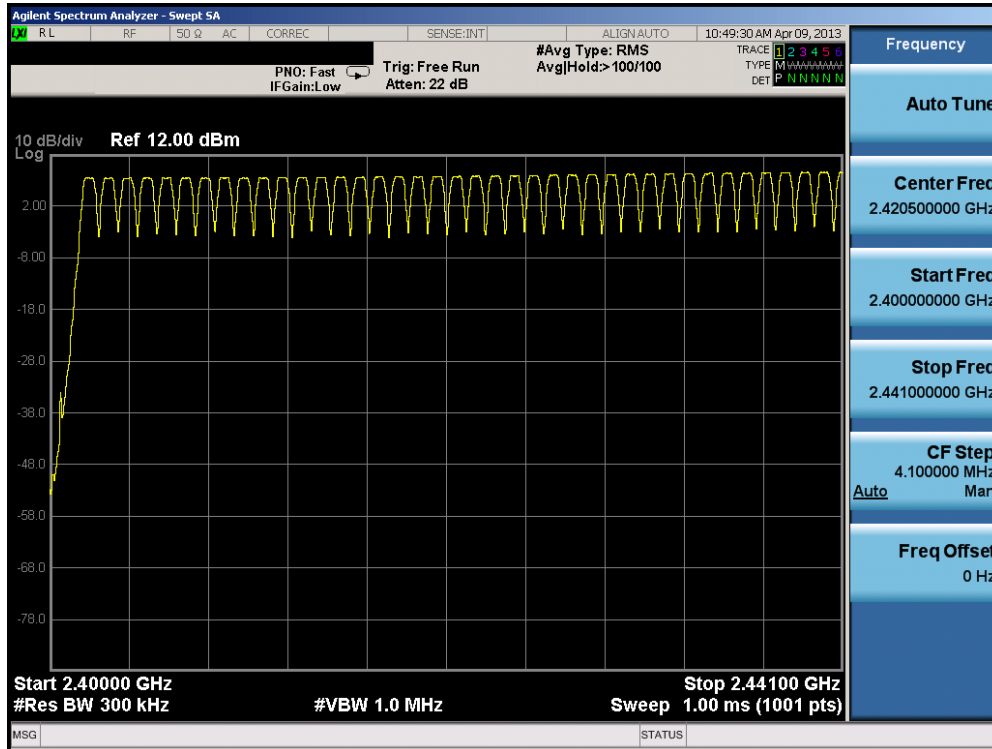 Agilent Spectrum Analyzer - Swept SA
LXI RL RF 50 Ω AC CORREC SENSE:INT ALIGN AUTO 10:49:30 AM Apr 09, 2013
PNO: Fast
IFGain:Low
Trig: Free Run
Atten: 22 dB
#Avg Type: RMS
Avg|Hold:> 100/100
TRACE 1 2 3 4 5 6
TYPE M
DET P N N N N N
10 dB/div Ref 12.00 dBm
Log
2.00
-8.00
-18.0
-28.0
-38.0
-48.0
-58.0
-68.0
-78.0
Start 2.40000 GHz Stop 2.44100 GHz
#Res BW 300 kHz #VBW 1.0 MHz Sweep 1.00 ms (1001 pts)
MSG STATUS
Frequency
Auto Tune
Center Freq
2.420500000 GHz
Start Freq
2.400000000 GHz
Stop Freq
2.441000000 GHz
CF Step
4.100000 MHz
Auto Man
Freq Offset
0 Hz